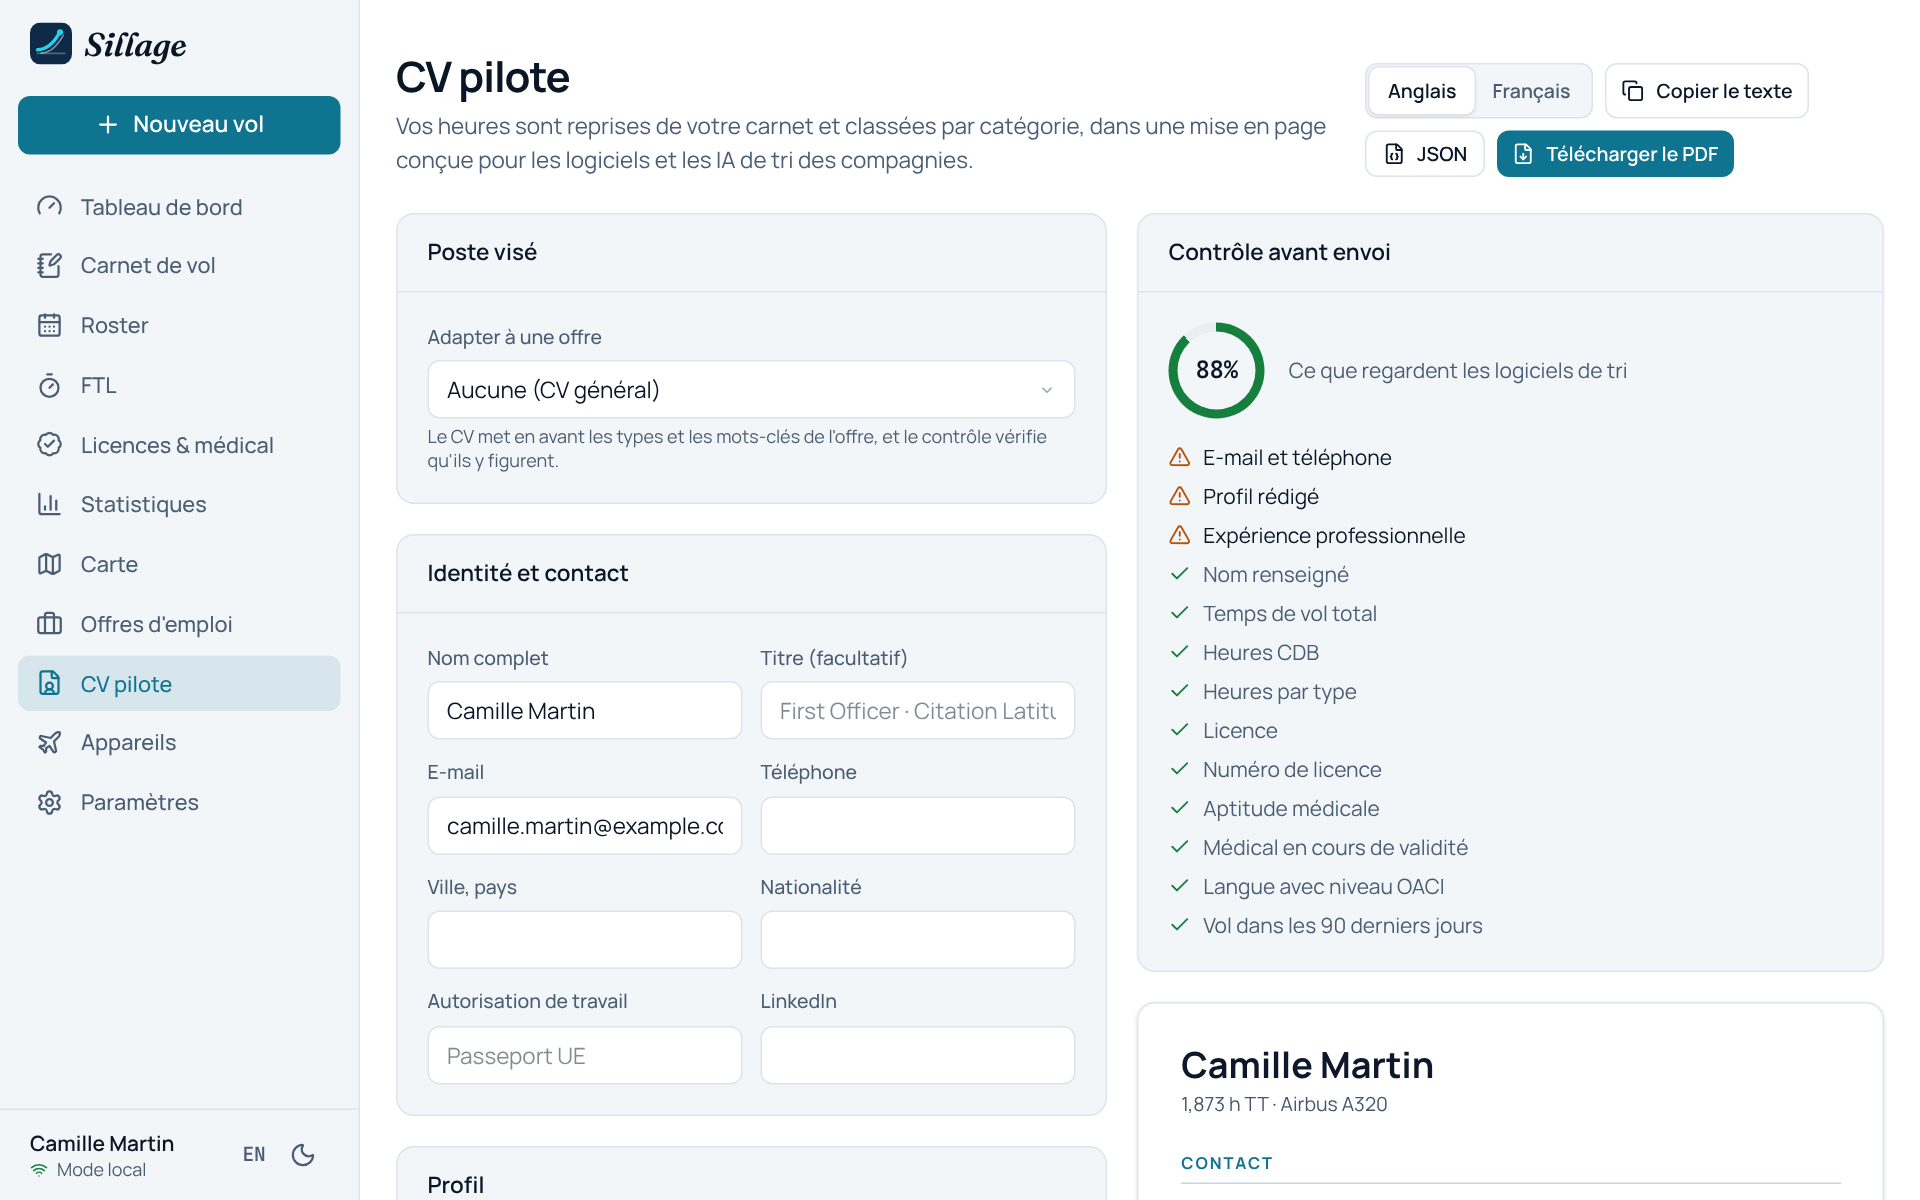 Sillage
Nouveau vol
Tableau de bord
Carnet de vol
Roster
FTL
Licences & médical
Statistiques
Carte
Offres d'emploi
CV pilote
Appareils
Paramètres
Camille Martin
Mode local
EN
CV pilote
Vos heures sont reprises de votre carnet et classées par catégorie, dans une mise en page
conçue pour les logiciels et les IA de tri des compagnies.
Anglais
Français
Copier le texte
JSON
Télécharger le PDF
Poste visé
Adapter à une offre
Aucune (CV général)
Le CV met en avant les types et les mots-clés de l'offre, et le contrôle vérifie
qu'ils y figurent.
Identité et contact
Nom complet
Titre (facultatif)
Camille Martin
First Officer · Citation Latitu
E-mail
Téléphone
camille.martin@example.co
Ville, pays
Nationalité
Autorisation de travail
LinkedIn
Passeport UE
Profil
Contrôle avant envoi
88%
Ce que regardent les logiciels de tri
E-mail et téléphone
Profil rédigé
Expérience professionnelle
Nom renseigné
Temps de vol total
Heures CDB
Heures par type
Licence
Numéro de licence
Aptitude médicale
Médical en cours de validité
Langue avec niveau OACI
Vol dans les 90 derniers jours
Camille Martin
1,873 h TT · Airbus A320
CONTACT